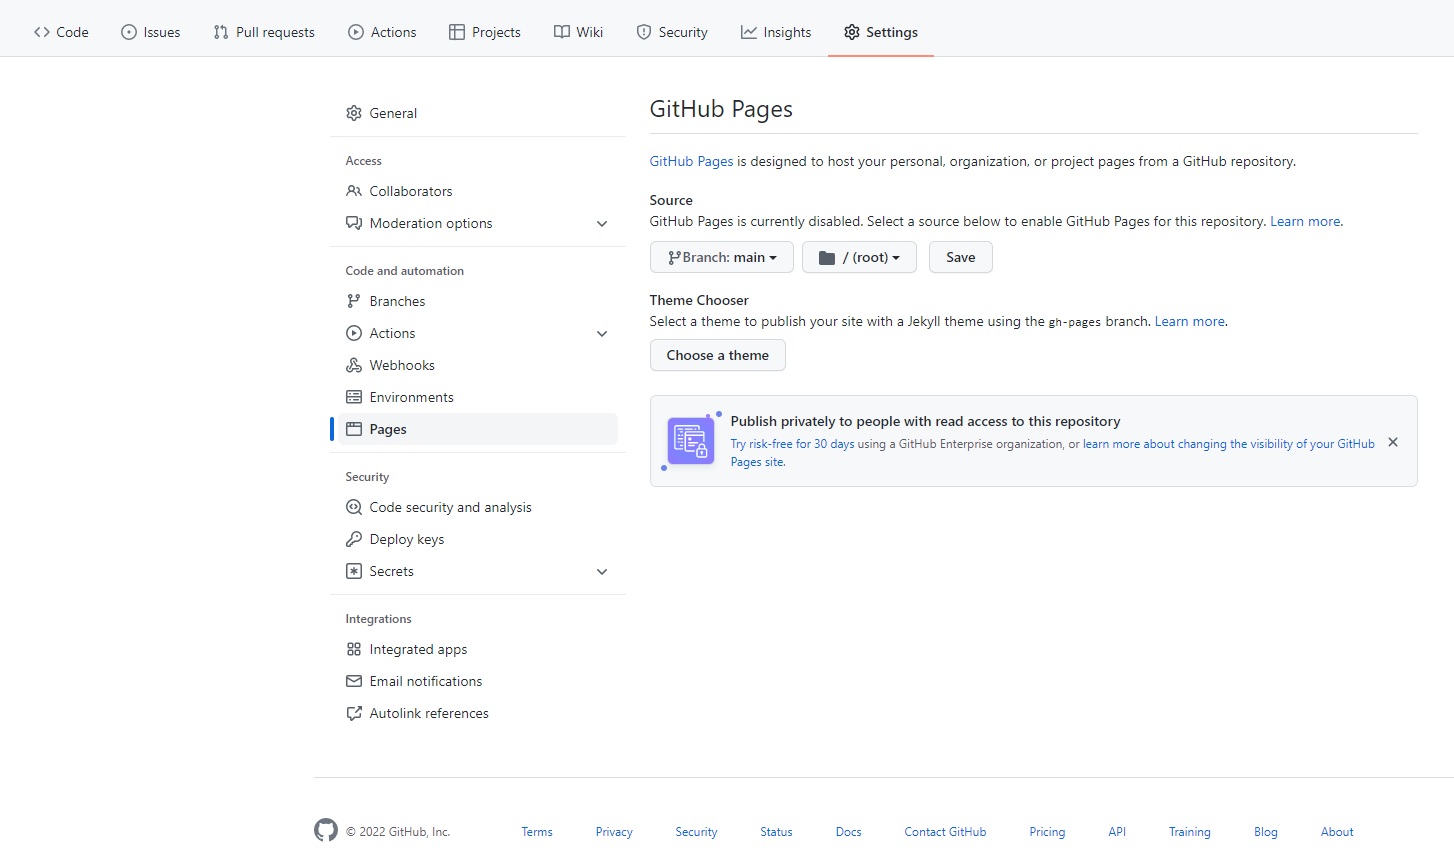 Code Issues Pull requests Actions Projects Wiki Security Insights Settings
General
Access
Collaborators
Moderation options
Code and automation
Branches
Actions
Webhooks
Environments
Pages
Security
Code security and analysis
Deploy keys
Secrets
Integrations
Integrated apps
Email notifications
Autolink references
GitHub Pages
GitHub Pages is designed to host your personal, organization, or project pages from a GitHub repository.
Source
GitHub Pages is currently disabled. Select a source below to enable GitHub Pages for this repository. Learn more.
Branch: main / (root) Save
Theme Chooser
Select a theme to publish your site with a Jekyll theme using the gh-pages branch. Learn more.
Choose a theme
Publish privately to people with read access to this repository
Try risk-free for 30 days using a GitHub Enterprise organization, or learn more about changing the visibility of your GitHub
Pages site.
© 2022 GitHub, Inc. Terms Privacy Security Status Docs Contact GitHub Pricing API Training Blog About